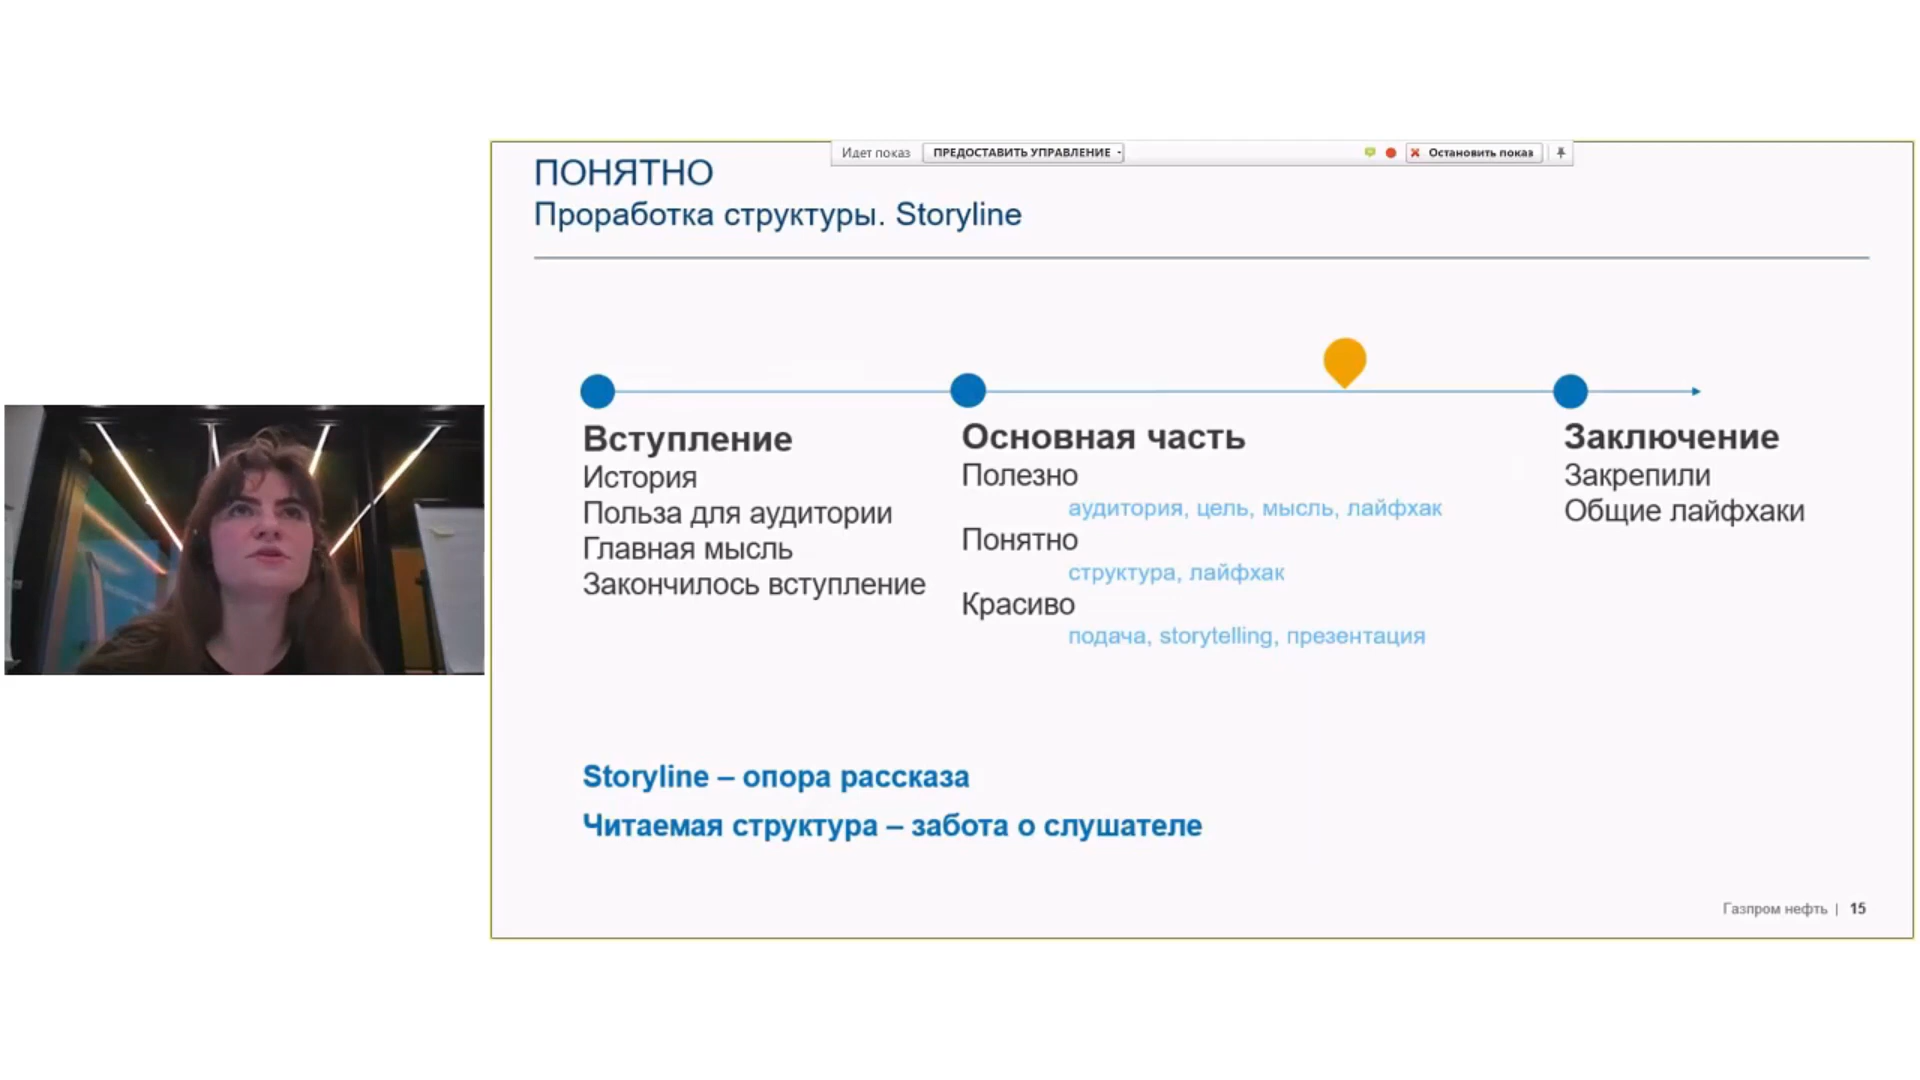 Идет показ
ПРЕДОСТАВИТЬ УПРАВЛЕНИЕ
Остановить показ
ПОНЯТНО
Проработка структуры. Storyline
Вступление
История
Польза для аудитории
Главная мысль
Закончилось вступление
Основная часть
Полезно
аудитория, цель, мысль, лайфхак
Понятно
структура, лайфхак
Красиво
подача, storytelling, презентация
Заключение
Закрепили
Общие лайфхаки
Storyline – опора рассказа
Читаемая структура – забота о слушателе
Газпром нефть | 15